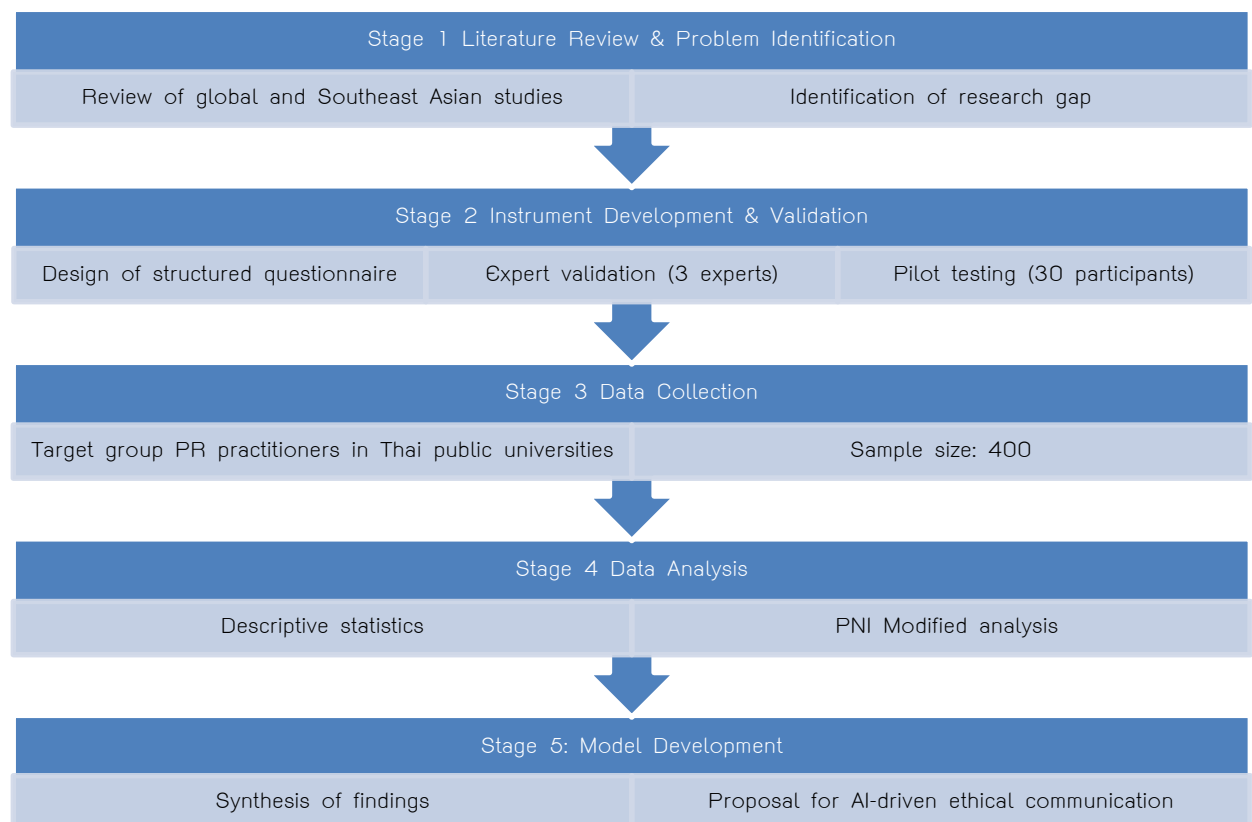 Stage 1 Literature Review & Problem Identification
Review of global and Southeast Asian studies
Identification of research gap
Stage 2 Instrument Development & Validation
Design of structured questionnaire
Expert validation (3 experts)
Pilot testing (30 participants)
Stage 3 Data Collection
Target group PR practitioners in Thai public universities
Sample size: 400
Stage 4 Data Analysis
Descriptive statistics
PNI Modified analysis
Stage 5: Model Development
Synthesis of findings
Proposal for AI-driven ethical communication